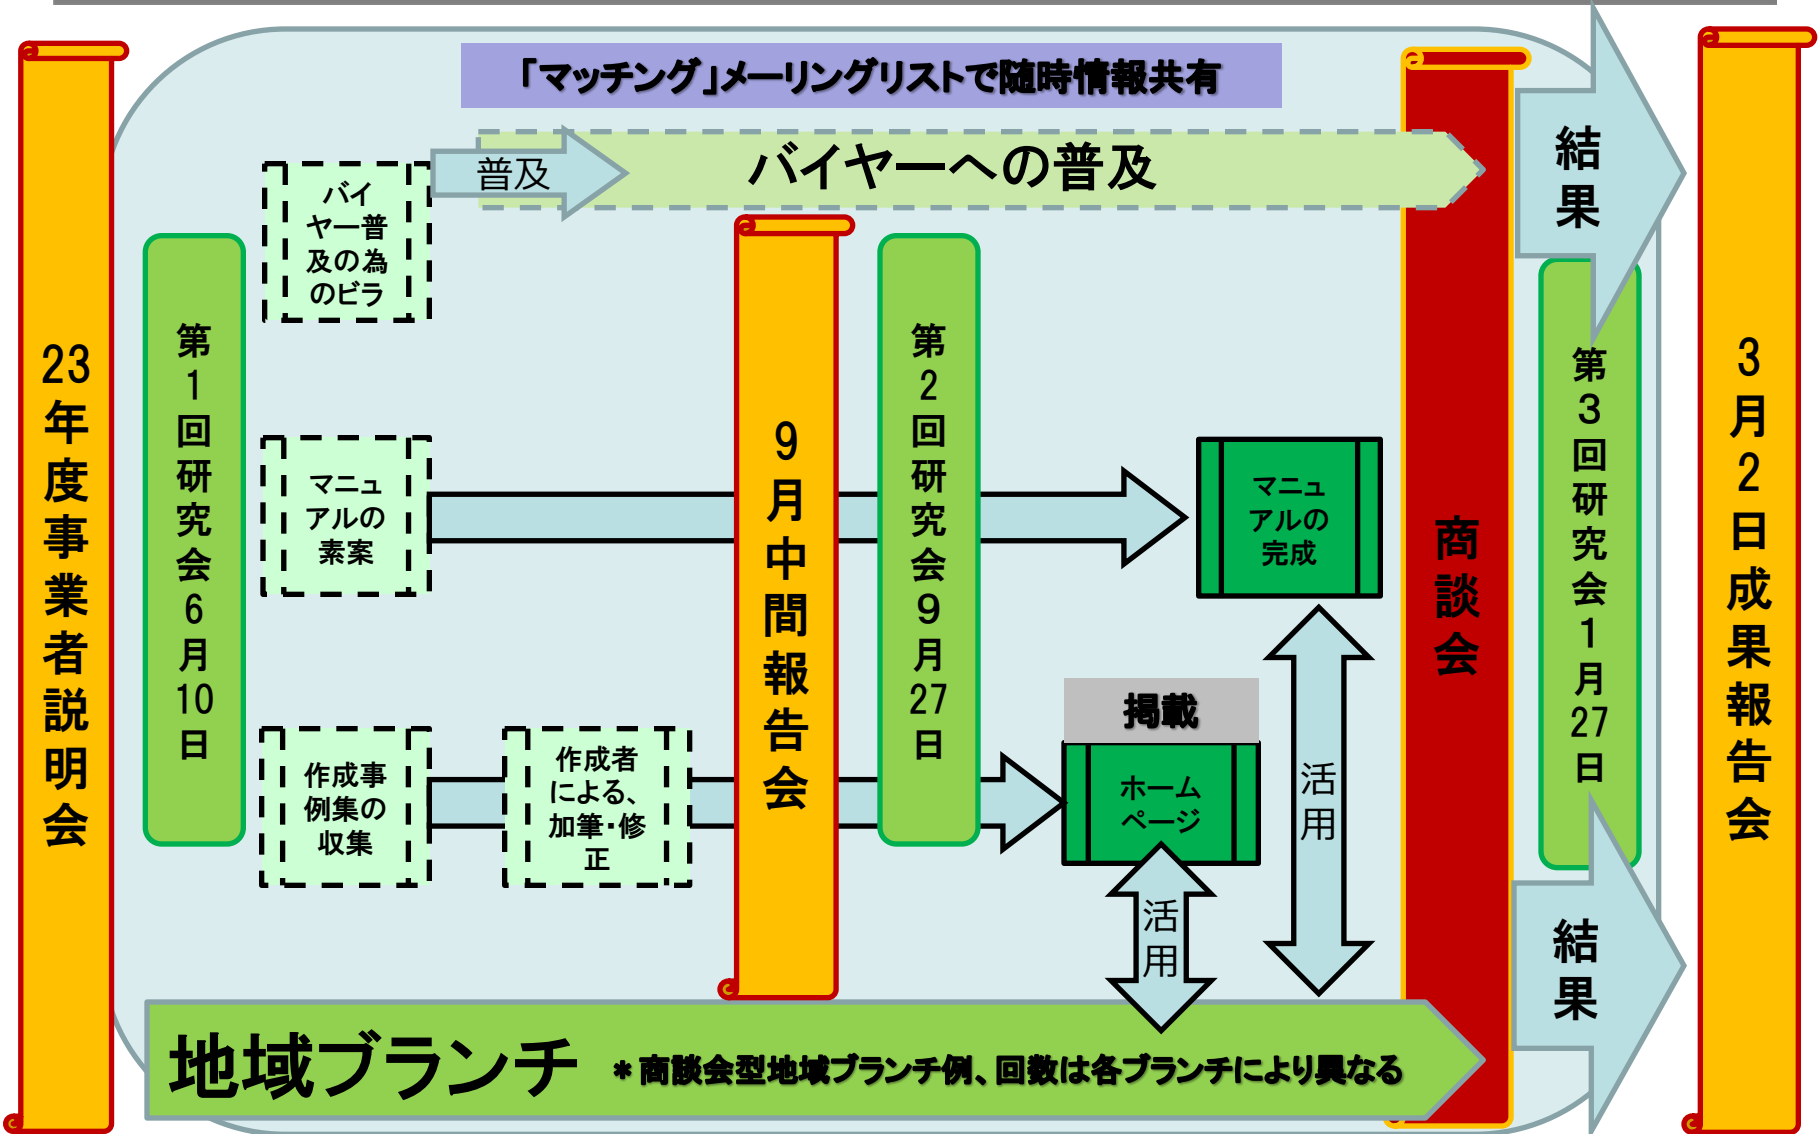 「マッチング」メーリングリストで随時情報共有
バイヤーへの普及
普及
バイ
ヤー普
及の為
のビラ
結
果
23
年
度
事
業
者
説
明
会
第
1
回
研
究
会
6
月
10
日
マニュ
アルの
素案
9
月
中
間
報
告
会
第
2
回
研
究
会
9
月
27
日
マニュ
アルの
完成
商
談
会
第
3
回
研
究
会
1
月
27
日
3
月
2
日
成
果
報
告
会
作成事
例集の
収集
作成者
による、
加筆・修
正
掲載
ホーム
ページ
活
用
活
用
結
果
地域ブランチ
*商談会型地域ブランチ例、回数は各ブランチにより異なる